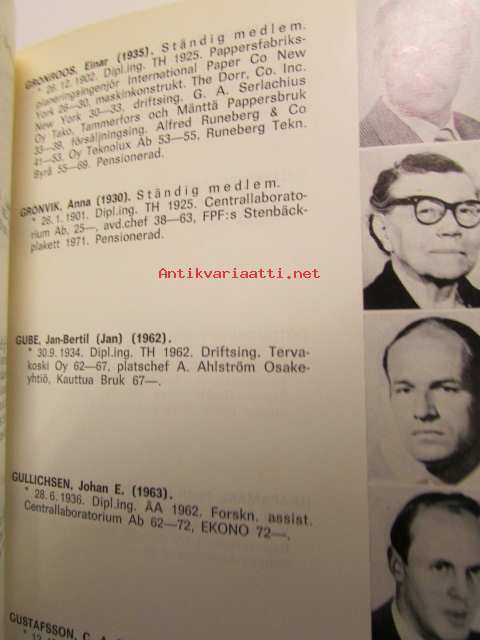 GRÖNROOS, Einar (1935). Ständig medlem.
* 26.12.1902. Dipl.ing. TH 1925. Pappersfabriks-
planeringsingenjör International Paper Co New
York 26—30, maskinkonstrukt. The Dorr, Co. Inc.
New York 30—33, driftsing. G. A. Serlachius
Oy Tako, Tammerfors och Mänttä Pappersbruk
33—39, försäljningsing. Alfred Runeberg & Co
41—53, Oy Teknolux Ab 53—55, Runeberg Tekn.
Byrå 55—69. Pensionerad.
GRÖNVIK, Anna (1930). Ständig medlem.
* 28.1.1901. Dipl.ing. TH 1925. Centrallaborato-
rium Ab, 25—, avd.chef 38—63, FPF:s Stenbäck-
plakett 1971. Pensionerad.
Antikvariaatti.net
GUBE, Jan-Bertil (Jan) (1962).
* 30.9.1934. Dipl.ing. TH 1962. Driftsing. Terva-
koski Oy 62—67, platschef A. Ahlström Osake-
yhtiö, Kauttua Bruk 67—.
GULLICHSEN, Johan E. (1963).
* 28.6.1936. Dipl.ing. ÅA 1962. Forskn. assist.
Centrallaboratorium Ab 62—72, EKONO 72—.
GUSTAFSSON, C. A.